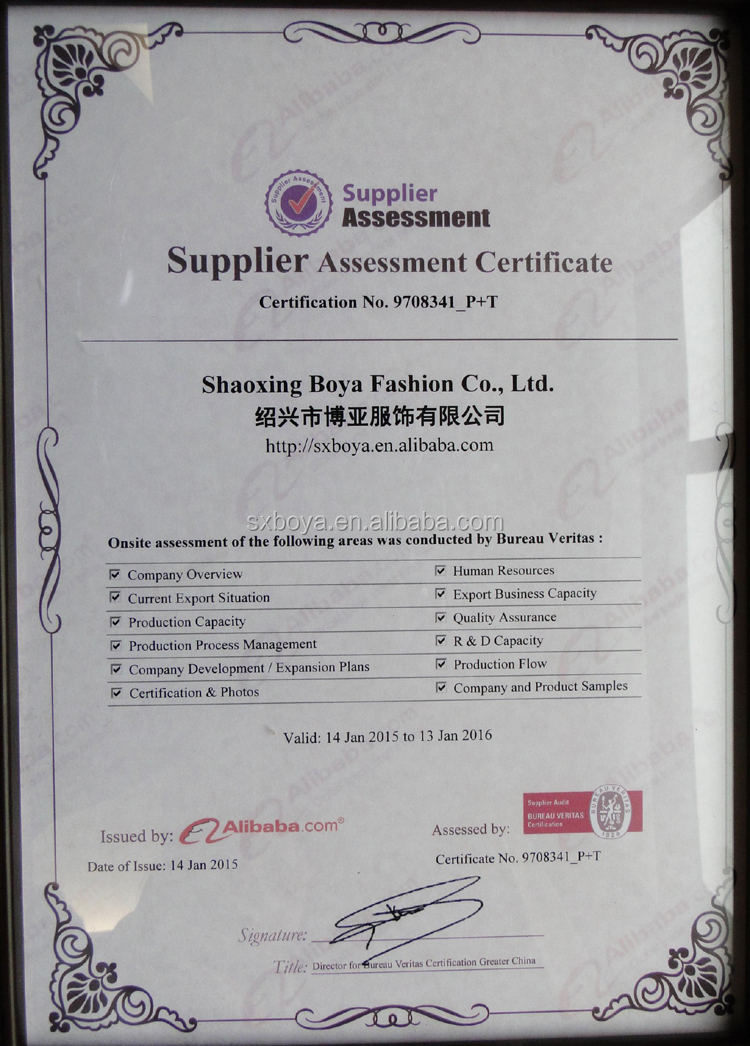 Supplier Assessment
Supplier
Assessment
Supplier Assessment Certificate
Certification No. 9708341_P+T
Shaoxing Boya Fashion Co., Ltd.
绍兴市博亚服饰有限公司
http://sxboya.en.alibaba.com
sxboya.en.alibaba.com
Onsite assessment of the following areas was conducted by Bureau Veritas :
Company Overview
Human Resources
Current Export Situation
Export Business Capacity
Production Capacity
Quality Assurance
Production Process Management
R & D Capacity
Company Development / Expansion Plans
Production Flow
Certification & Photos
Company and Product Samples
Valid: 14 Jan 2015 to 13 Jan 2016
Issued by: Alibaba.com®
Assessed by:
Supplier Audit
BUREAU VERITAS
Certification
BUREAU VERITAS
1828
Date of Issue: 14 Jan 2015
Certificate No. 9708341_P+T
Signature:
Title: Director for Bureau Veritas Certification Greater China